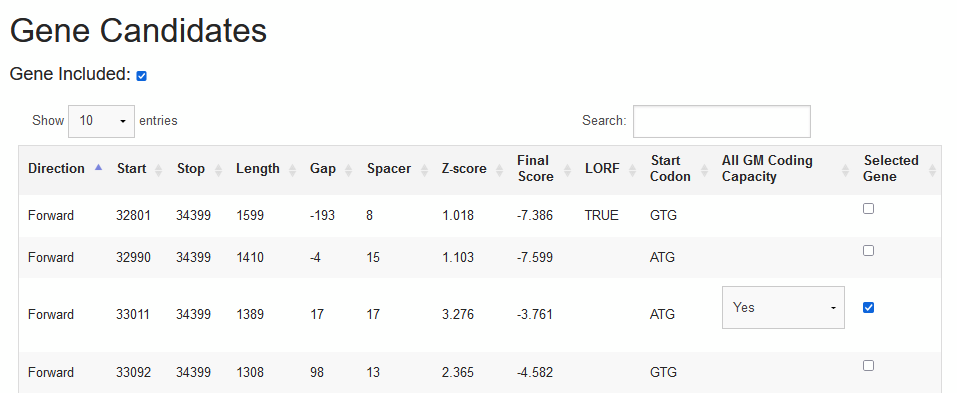 Gene Candidates
Gene Included:
Show 10 entries Search:
Direction Start Stop Length Gap Spacer Z-score Final Score LORF Start Codon All GM Coding Capacity Selected Gene
Forward 32801 34399 1599 -193 8 1.018 -7.386 TRUE GTG
Forward 32990 34399 1410 -4 15 1.103 -7.599 ATG
Forward 33011 34399 1389 17 17 3.276 -3.761 ATG Yes
Forward 33092 34399 1308 98 13 2.365 -4.582 GTG